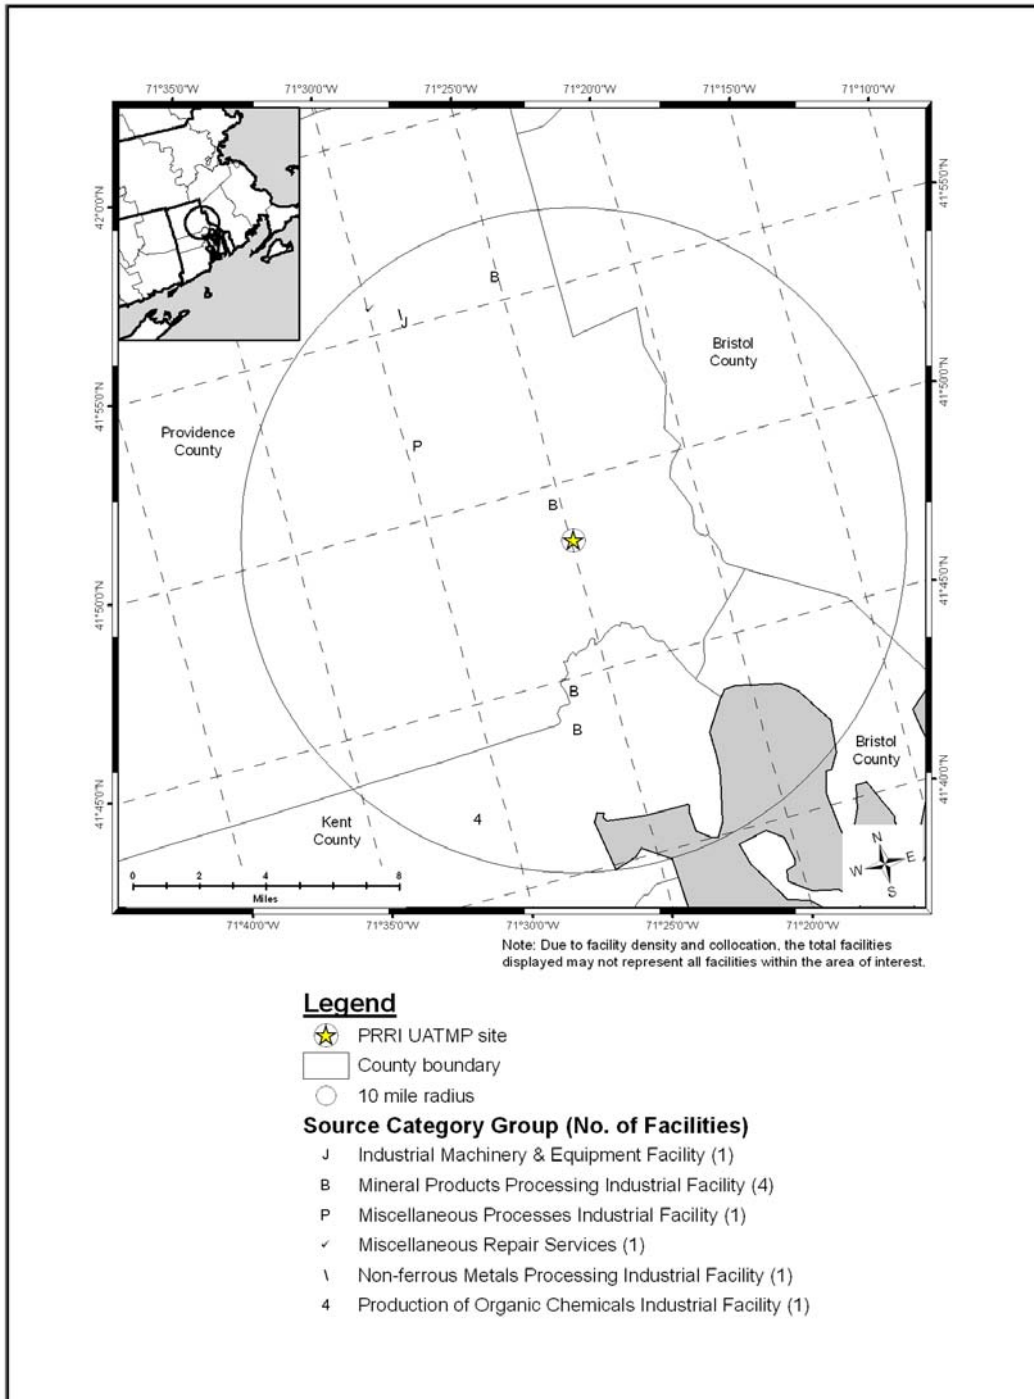 71°35'0"W 71°30'0"W 71°25'0"W 71°20'0"W 71°15'0"W 71°10'0"W
41°55'0"N
42°0'0"N
B
J
\
Bristol
County
41°50'0"N
41°55'0"N
Providence
County
P
B
41°45'0"N
41°50'0"N
B
B
Bristol
County
41°40'0"N
41°45'0"N
4
Kent
County
N
W E
S
0 2 4 6 8
Miles
71°40'0"W 71°35'0"W 71°30'0"W 71°25'0"W 71°20'0"W
Note: Due to facility density and collocation, the total facilities
displayed may not represent all facilities within the area of interest.
Legend
PRRI UATMP site
County boundary
10 mile radius
Source Category Group (No. of Facilities)
J Industrial Machinery & Equipment Facility (1)
B Mineral Products Processing Industrial Facility (4)
P Miscellaneous Processes Industrial Facility (1)
✓ Miscellaneous Repair Services (1)
\ Non-ferrous Metals Processing Industrial Facility (1)
4 Production of Organic Chemicals Industrial Facility (1)